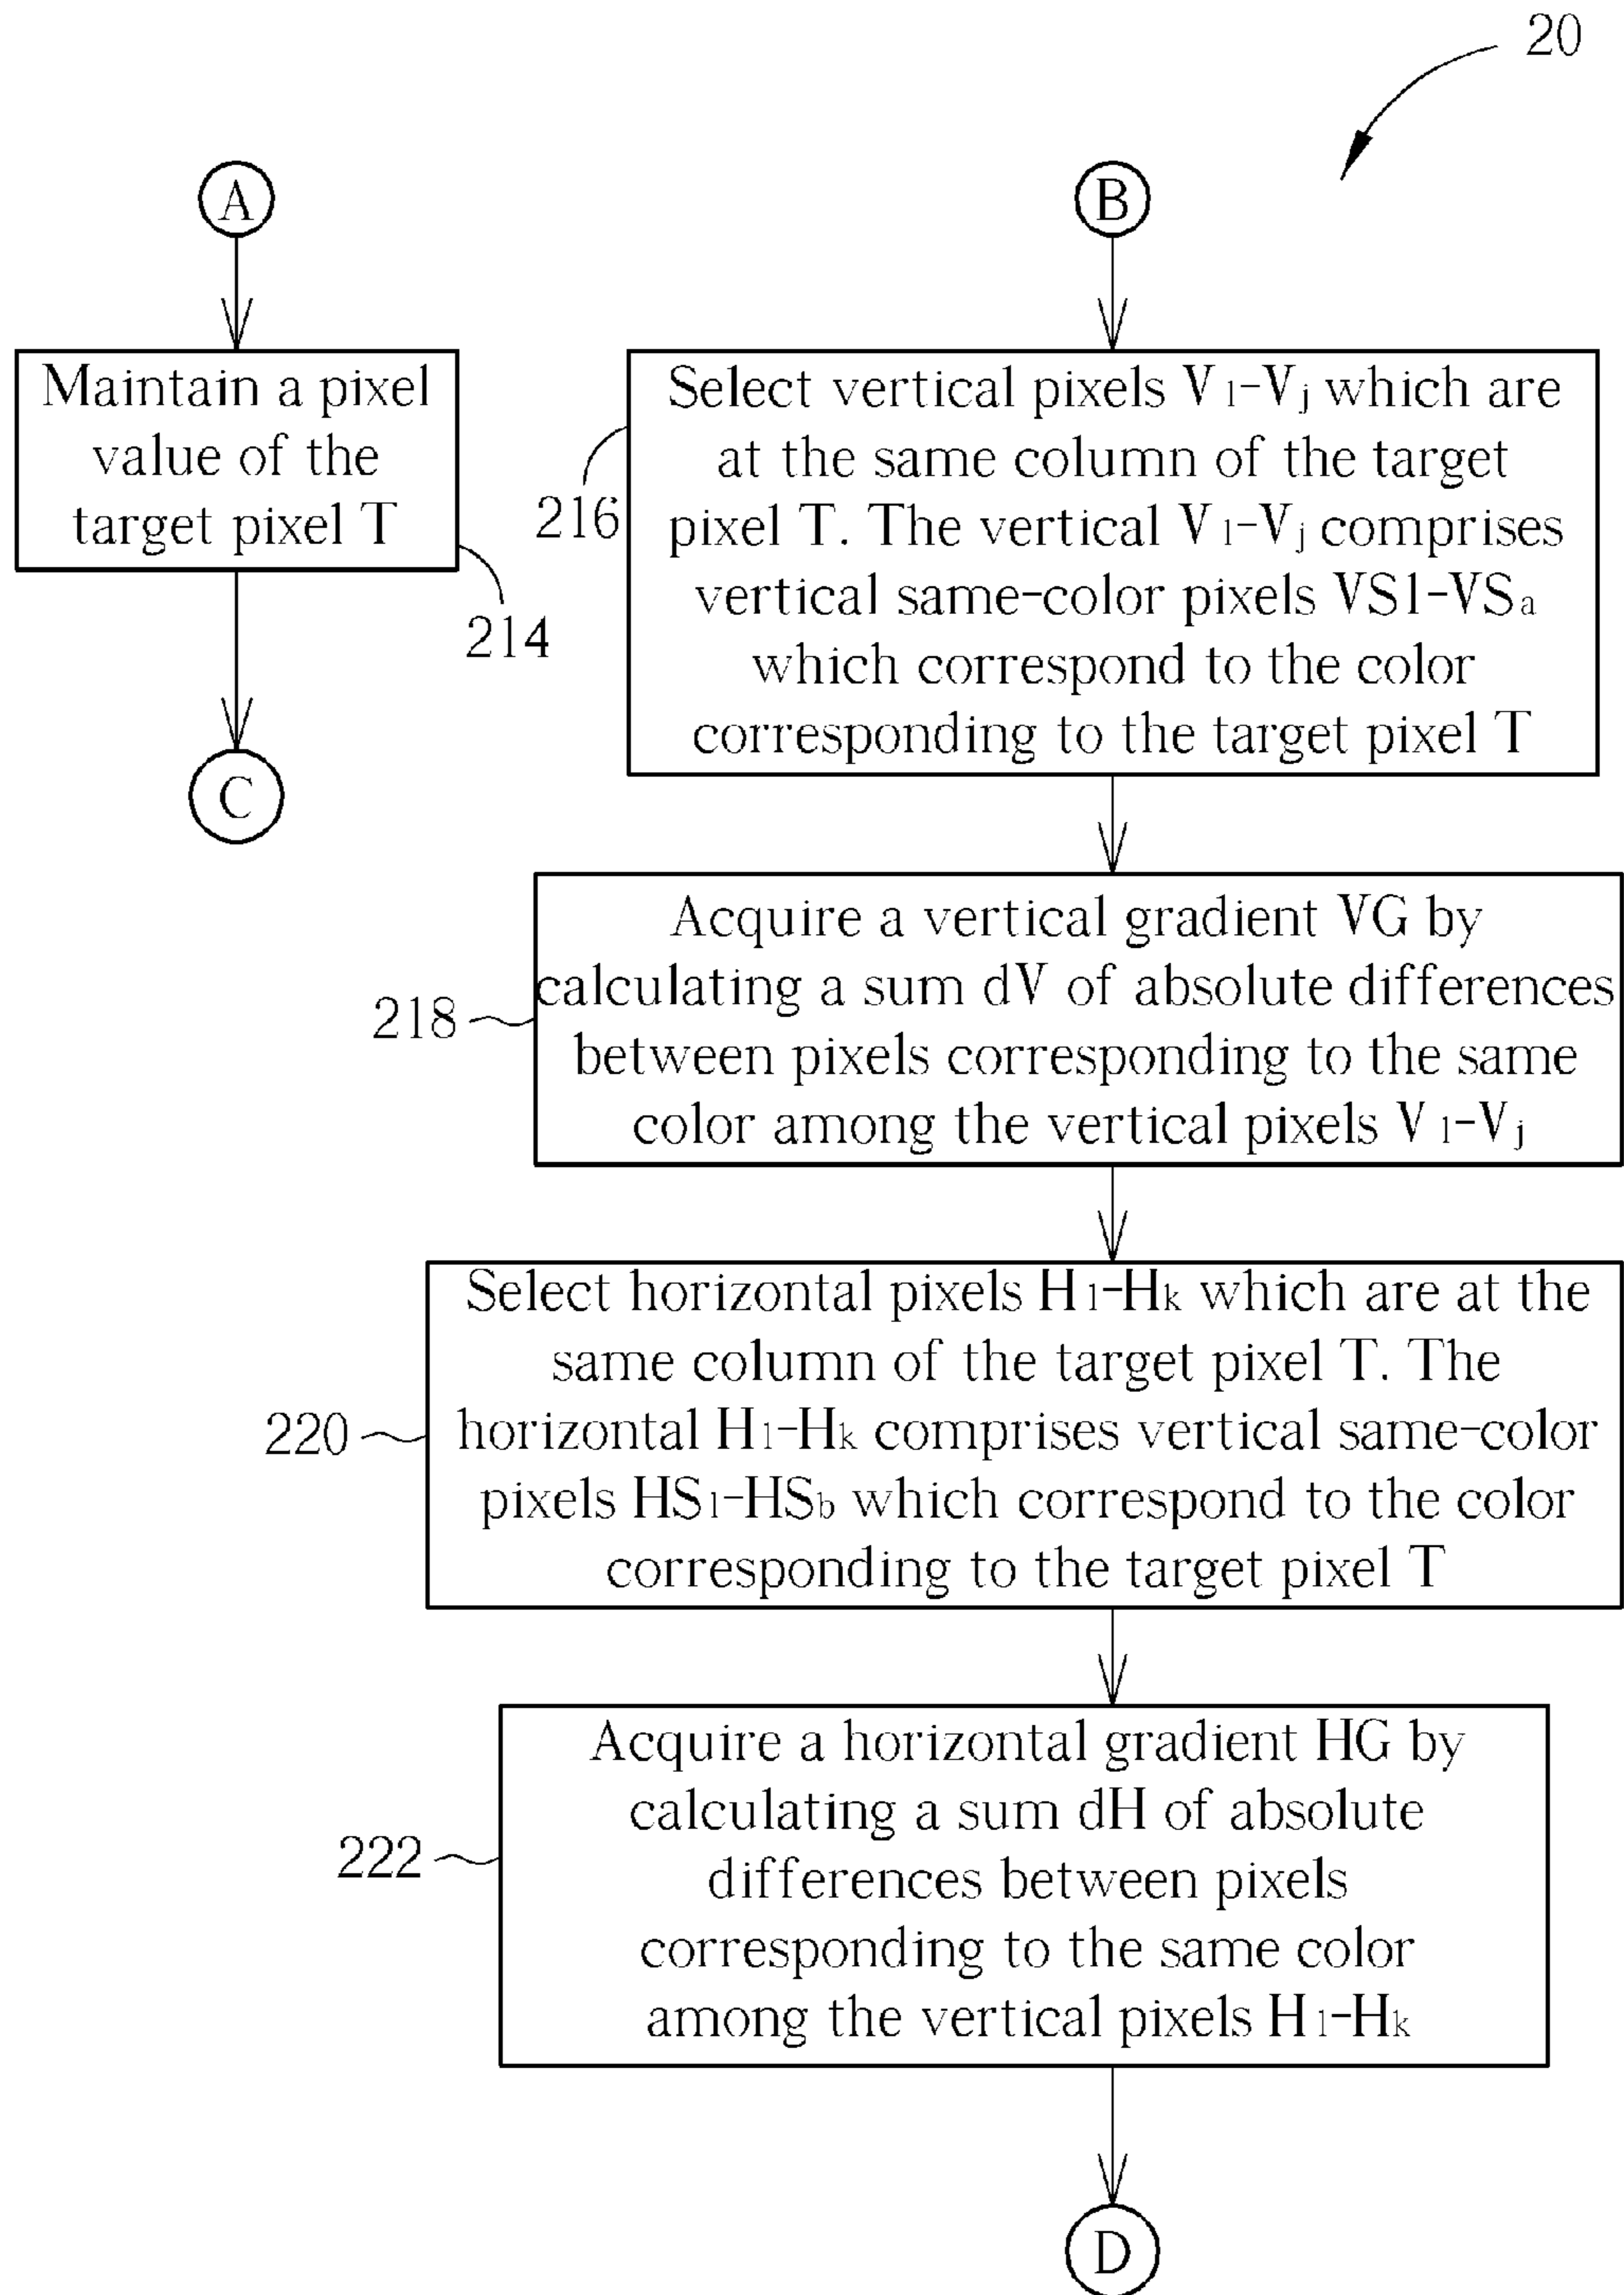 20
A
Maintain a pixel
value of the
target pixel T
214
C
B
Select vertical pixels V1-Vj which are
at the same column of the target
pixel T. The vertical V1-Vj comprises
vertical same-color pixels VS1-VSa
which correspond to the color
corresponding to the target pixel T
216
Acquire a vertical gradient VG by
calculating a sum dV of absolute differences
between pixels corresponding to the same
color among the vertical pixels V1-Vj
218
Select horizontal pixels H1-Hk which are at the
same column of the target pixel T. The
horizontal H1-Hk comprises vertical same-color
pixels HS1-HSb which correspond to the color
corresponding to the target pixel T
220
Acquire a horizontal gradient HG by
calculating a sum dH of absolute
differences between pixels
corresponding to the same color
among the vertical pixels H1-Hk
222
D